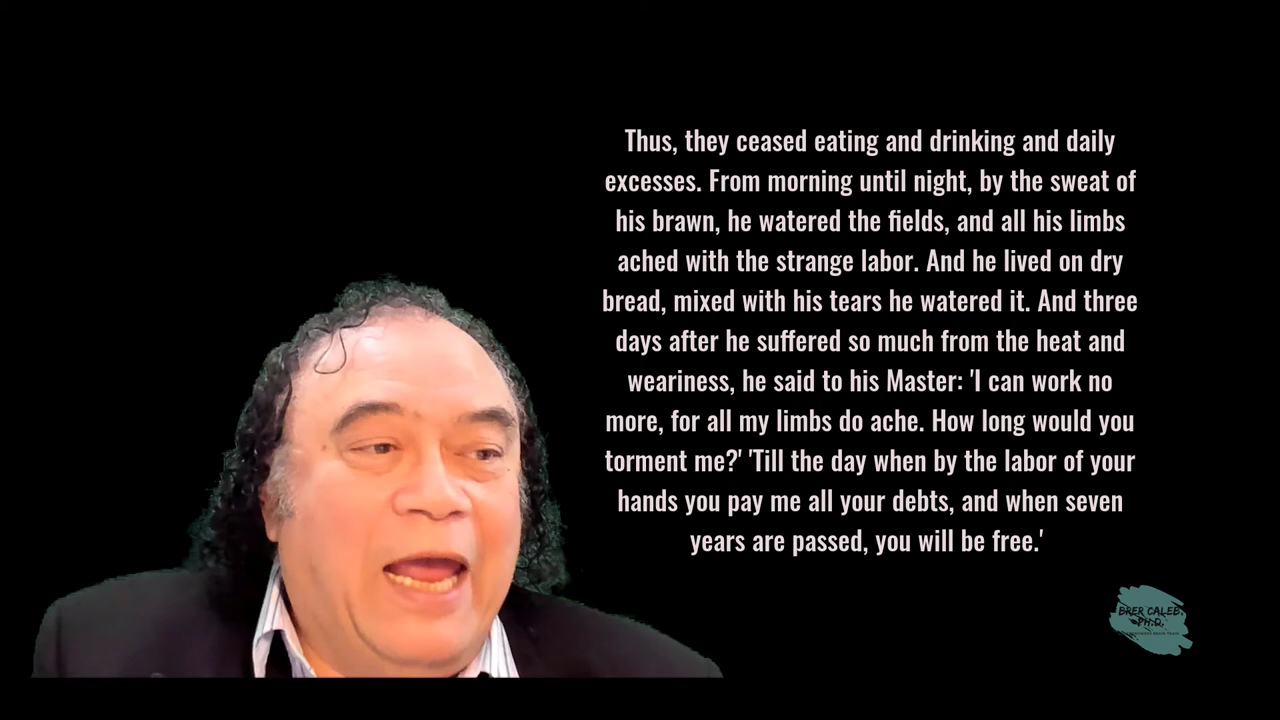 Thus, they ceased eating and drinking and daily
excesses. From morning until night, by the sweat of
his brawn, he watered the fields, and all his limbs
ached with the strange labor. And he lived on dry
bread, mixed with his tears he watered it. And three
days after he suffered so much from the heat and
weariness, he said to his Master: 'I can work no
more, for all my limbs do ache. How long would you
torment me?' 'Till the day when by the labor of your
hands you pay me all your debts, and when seven
years are passed, you will be free.'
BRER CALEB,
PH.D.